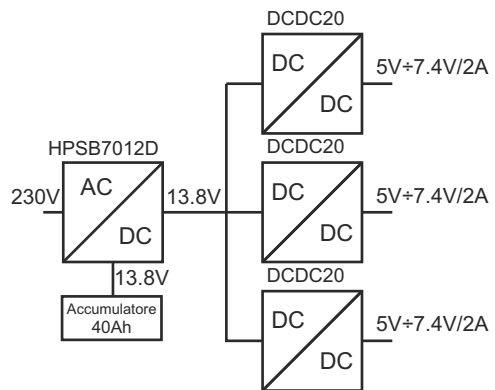 DCDC20
DC
DC
5V÷7.4V/2A
HPSB7012D
230V
AC
DC
13.8V
13.8V
Accumulatore
40Ah
DCDC20
DC
DC
5V÷7.4V/2A
DCDC20
DC
DC
5V÷7.4V/2A